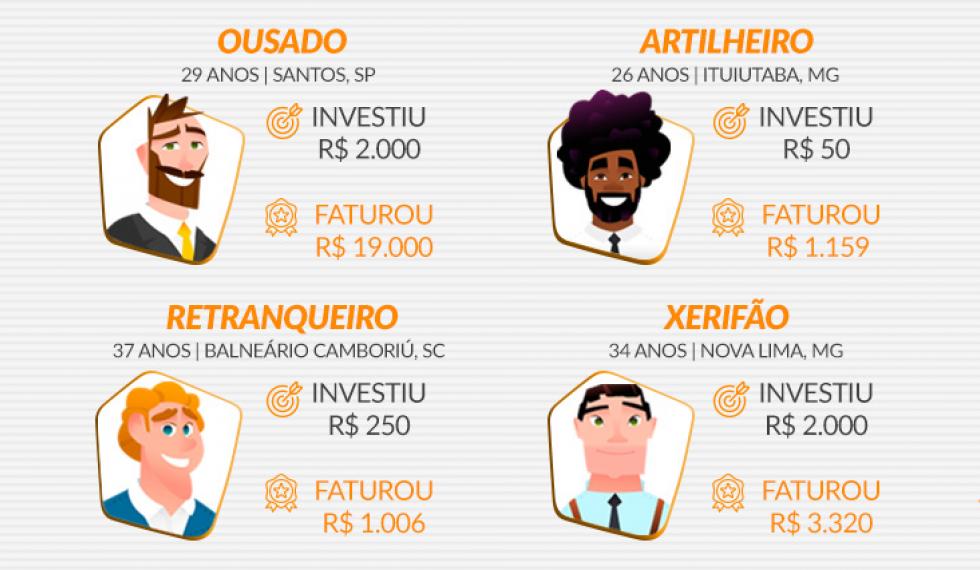 OUSADO
29 ANOS | SANTOS, SP
INVESTIU
R$ 2.000
FATUROU
R$ 19.000
ARTILHEIRO
26 ANOS | ITUIUTABA, MG
INVESTIU
R$ 50
FATUROU
R$ 1.159
RETRANQUEIRO
37 ANOS | BALNEÁRIO CAMBORIÚ, SC
INVESTIU
R$ 250
FATUROU
R$ 1.006
XERIFÃO
34 ANOS | NOVA LIMA, MG
INVESTIU
R$ 2.000
FATUROU
R$ 3.320